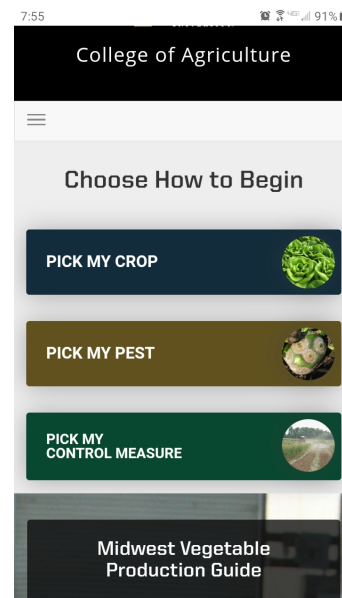 7:55
91%
College of Agriculture
Choose How to Begin
PICK MY CROP
PICK MY PEST
PICK MY
CONTROL MEASURE
Midwest Vegetable
Production Guide